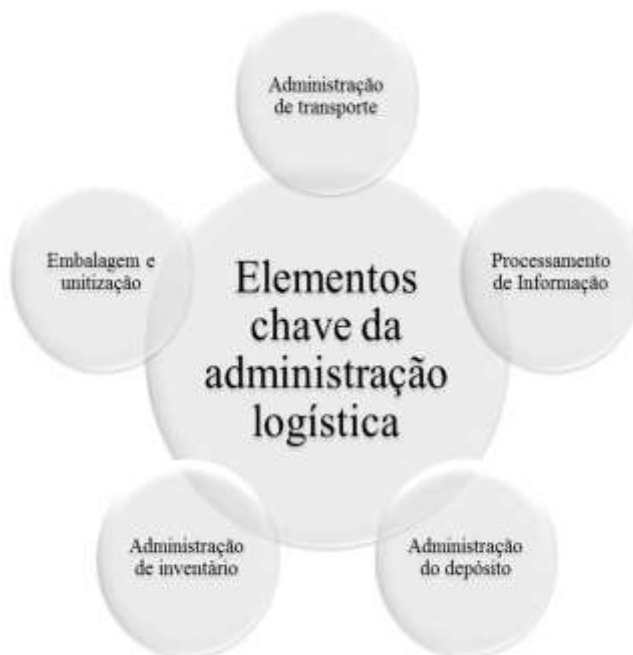 Administração
de transporte
Embalagem e
unitização
Processamento
de Informação
Elementos
chave da
administração
logística
Administração
de inventário
Administração
do depósito